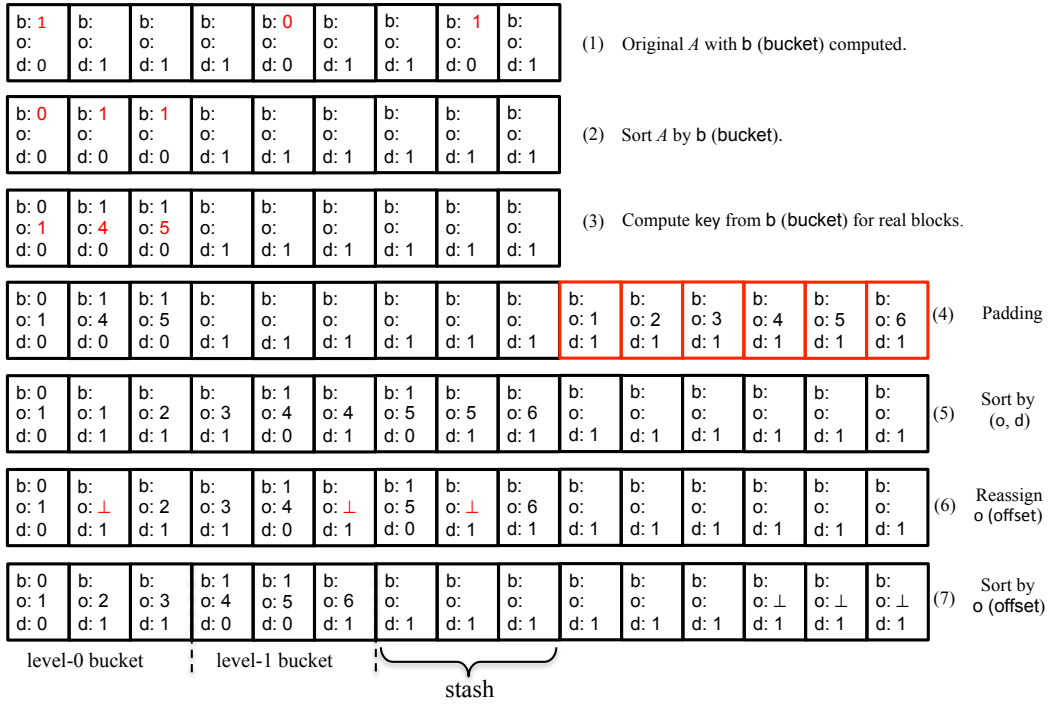 b: 1 b: b: b: b: 0 b: b: b: 1 b:
o: o: o: o: o: o: o: o: o:
d: 0 d: 1 d: 1 d: 1 d: 0 d: 1 d: 1 d: 0 d: 1
(1) Original A with b (bucket) computed.
b: 0 b: 1 b: 1 b: b: b: b: b: b:
o: o: o: o: o: o: o: o: o:
d: 0 d: 0 d: 0 d: 1 d: 1 d: 1 d: 1 d: 1 d: 1
(2) Sort A by b (bucket).
b: 0 b: 1 b: 1 b: b: b: b: b: b:
o: 1 o: 4 o: 5 o: o: o: o: o: o:
d: 0 d: 0 d: 0 d: 1 d: 1 d: 1 d: 1 d: 1 d: 1
(3) Compute key from b (bucket) for real blocks.
b: 0 b: 1 b: 1 b: b: b: b: b: b: b: b: b: b: b: b:
o: 1 o: 4 o: 5 o: o: o: o: o: o: o: 1 o: 2 o: 3 o: 4 o: 5 o: 6
d: 0 d: 0 d: 0 d: 1 d: 1 d: 1 d: 1 d: 1 d: 1 d: 1 d: 1 d: 1 d: 1 d: 1 d: 1
(4) Padding
b: 0 b: b: b: b: 1 b: b: 1 b: b: b: b: b: b: b: b:
o: 1 o: 1 o: 2 o: 3 o: 4 o: 4 o: 5 o: 5 o: 6 o: o: o: o: o: o:
d: 0 d: 1 d: 1 d: 1 d: 0 d: 1 d: 0 d: 1 d: 1 d: 1 d: 1 d: 1 d: 1 d: 1 d: 1
(5) Sort by
(o, d)
b: 0 b: b: b: b: 1 b: b: 1 b: b: b: b: b: b: b: b:
o: 1 o: ⊥ o: 2 o: 3 o: 4 o: ⊥ o: 5 o: ⊥ o: 6 o: o: o: o: o: o:
d: 0 d: 1 d: 1 d: 1 d: 0 d: 1 d: 0 d: 1 d: 1 d: 1 d: 1 d: 1 d: 1 d: 1 d: 1
(6) Reassign
o (offset)
b: 0 b: b: b: 1 b: 1 b: b: b: b: b: b: b: b: b: b:
o: 1 o: 2 o: 3 o: 4 o: 5 o: 6 o: o: o: o: o: o: o: ⊥ o: ⊥ o: ⊥
d: 0 d: 1 d: 1 d: 0 d: 0 d: 1 d: 1 d: 1 d: 1 d: 1 d: 1 d: 1 d: 1 d: 1 d: 1
(7) Sort by
o (offset)
level-0 bucket level-1 bucket
stash